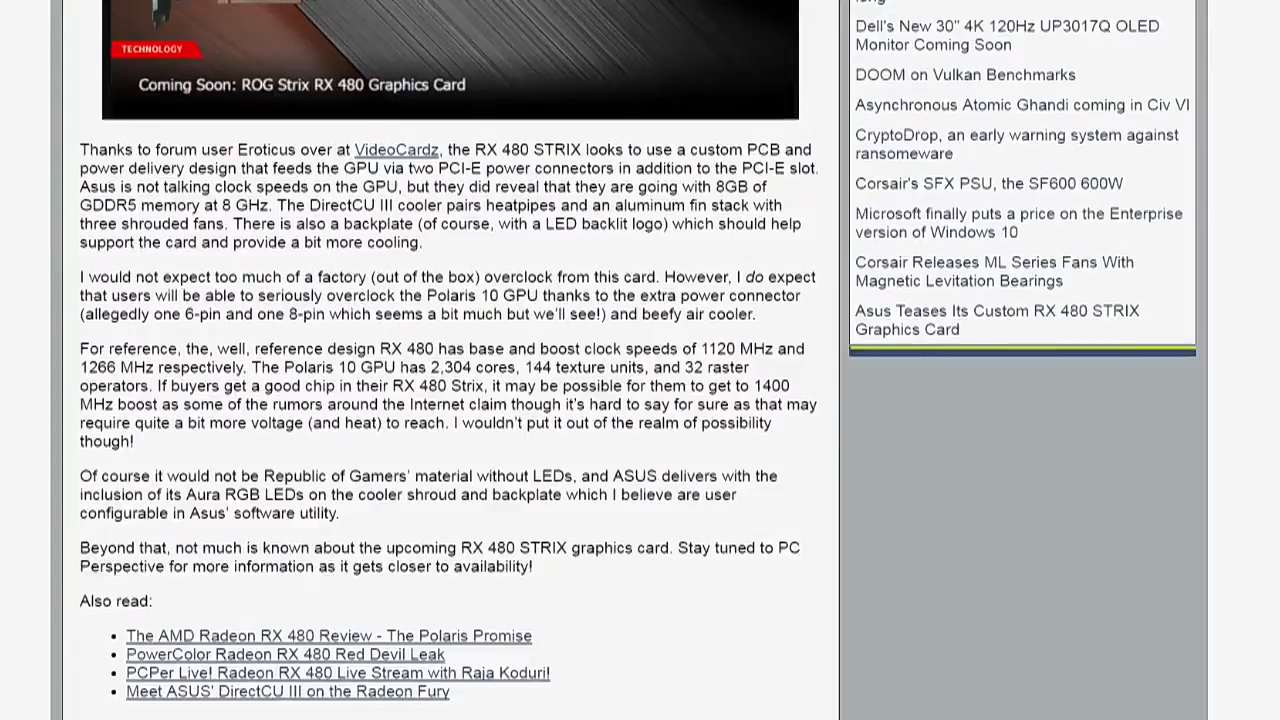 TECHNOLOGY
Coming Soon: ROG Strix RX 480 Graphics Card
Thanks to forum user Eroticus over at VideoCardz, the RX 480 STRIX looks to use a custom PCB and
power delivery design that feeds the GPU via two PCI-E power connectors in addition to the PCI-E slot.
Asus is not talking clock speeds on the GPU, but they did reveal that they are going with 8GB of
GDDR5 memory at 8 GHz. The DirectCU III cooler pairs heatpipes and an aluminum fin stack with
three shrouded fans. There is also a backplate (of course, with a LED backlit logo) which should help
support the card and provide a bit more cooling.
I would not expect too much of a factory (out of the box) overclock from this card. However, I do expect
that users will be able to seriously overclock the Polaris 10 GPU thanks to the extra power connector
(allegedly one 6-pin and one 8-pin which seems a bit much but we'll see!) and beefy air cooler.
For reference, the, well, reference design RX 480 has base and boost clock speeds of 1120 MHz and
1266 MHz respectively. The Polaris 10 GPU has 2,304 cores, 144 texture units, and 32 raster
operators. If buyers get a good chip in their RX 480 Strix, it may be possible for them to get to 1400
MHz boost as some of the rumors around the Internet claim though it's hard to say for sure as that may
require quite a bit more voltage (and heat) to reach. I wouldn't put it out of the realm of possibility
though!
Of course it would not be Republic of Gamers' material without LEDs, and ASUS delivers with the
inclusion of its Aura RGB LEDs on the cooler shroud and backplate which I believe are user
configurable in Asus' software utility.
Beyond that, not much is known about the upcoming RX 480 STRIX graphics card. Stay tuned to PC
Perspective for more information as it gets closer to availability!
Also read:
• The AMD Radeon RX 480 Review - The Polaris Promise
• PowerColor Radeon RX 480 Red Devil Leak
• PCPer Live! Radeon RX 480 Live Stream with Raja Koduri!
• Meet ASUS' DirectCU III on the Radeon Fury
long
Dell's New 30" 4K 120Hz UP3017Q OLED
Monitor Coming Soon
DOOM on Vulkan Benchmarks
Asynchronous Atomic Ghandi coming in Civ VI
CryptoDrop, an early warning system against
ransomeware
Corsair's SFX PSU, the SF600 600W
Microsoft finally puts a price on the Enterprise
version of Windows 10
Corsair Releases ML Series Fans With
Magnetic Levitation Bearings
Asus Teases Its Custom RX 480 STRIX
Graphics Card